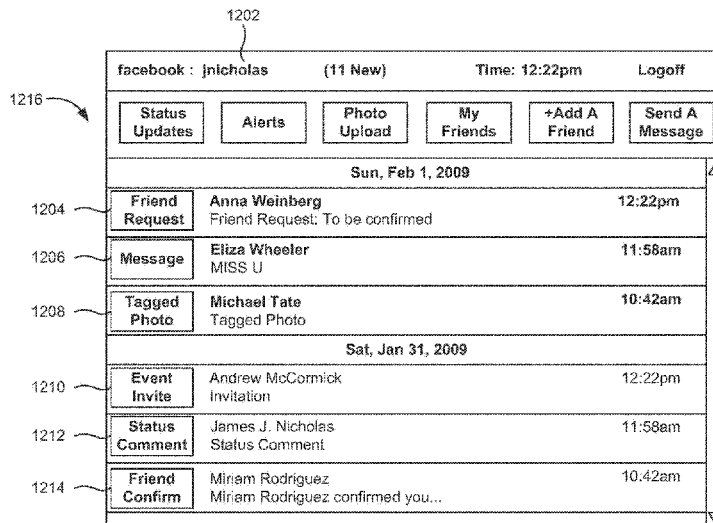 1202
facebook : jnicholas (11 New) Time: 12:22pm Logoff
1216
Status Updates Alerts Photo Upload My Friends +Add A Friend Send A Message
Sun, Feb 1, 2009
1204 Friend Request Anna Weinberg 12:22pm
Friend Request: To be confirmed
1206 Message Eliza Wheeler 11:58am
MISS U
1208 Tagged Photo Michael Tate 10:42am
Tagged Photo
Sat, Jan 31, 2009
1210 Event Invite Andrew McCormick 12:22pm
Invitation
1212 Status Comment James J. Nicholas 11:58am
Status Comment
1214 Friend Confirm Miriam Rodriguez 10:42am
Miriam Rodriguez confirmed you...